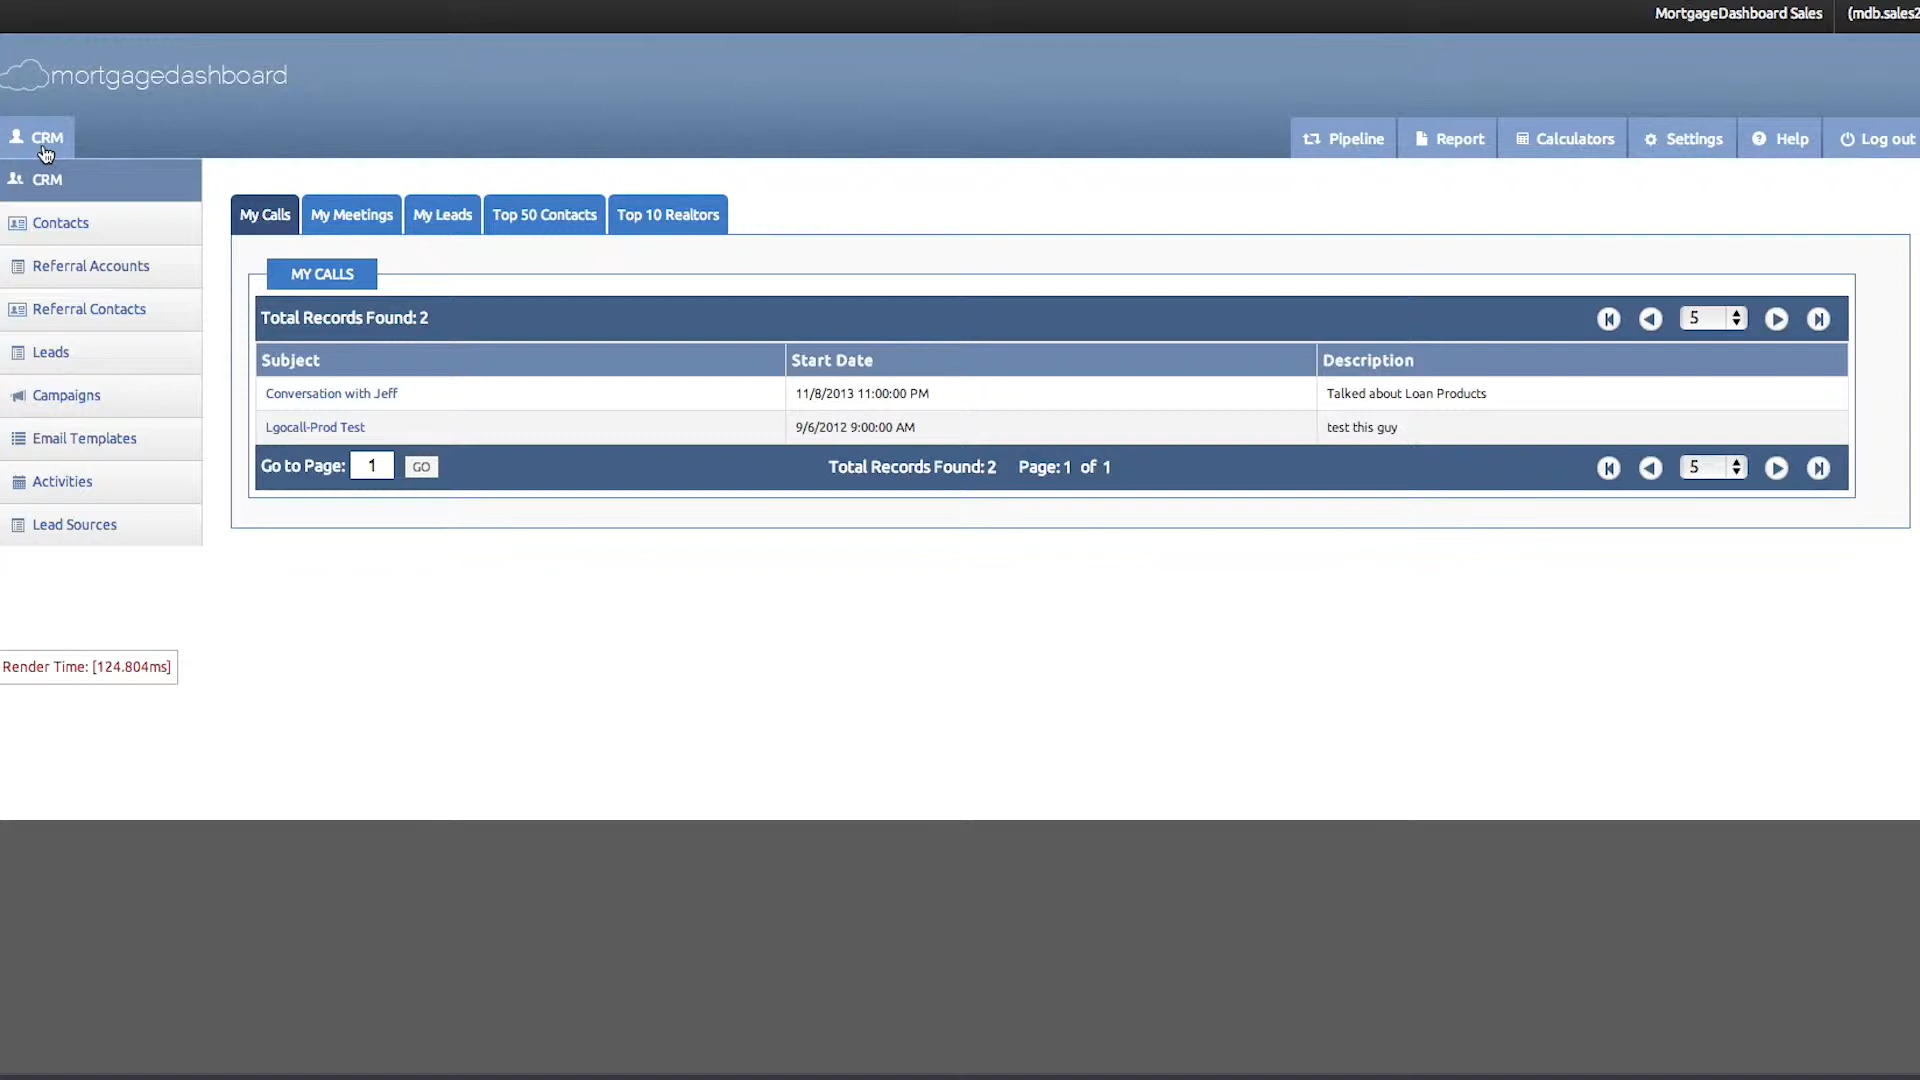 MortgageDashboard Sales (mdb.sales2
mortgagedashboard
CRM
Pipeline Report Calculators Settings Help Log out
CRM
Contacts
Referral Accounts
Referral Contacts
Leads
Campaigns
Email Templates
Activities
Lead Sources
My Calls My Meetings My Leads Top 50 Contacts Top 10 Realtors
MY CALLS
Total Records Found: 2 5
Subject Start Date Description
Conversation with Jeff 11/8/2013 11:00:00 PM Talked about Loan Products
Lgocall-Prod Test 9/6/2012 9:00:00 AM test this guy
Go to Page: 1 GO Total Records Found: 2 Page: 1 of 1 5
Render Time: [124.804ms]